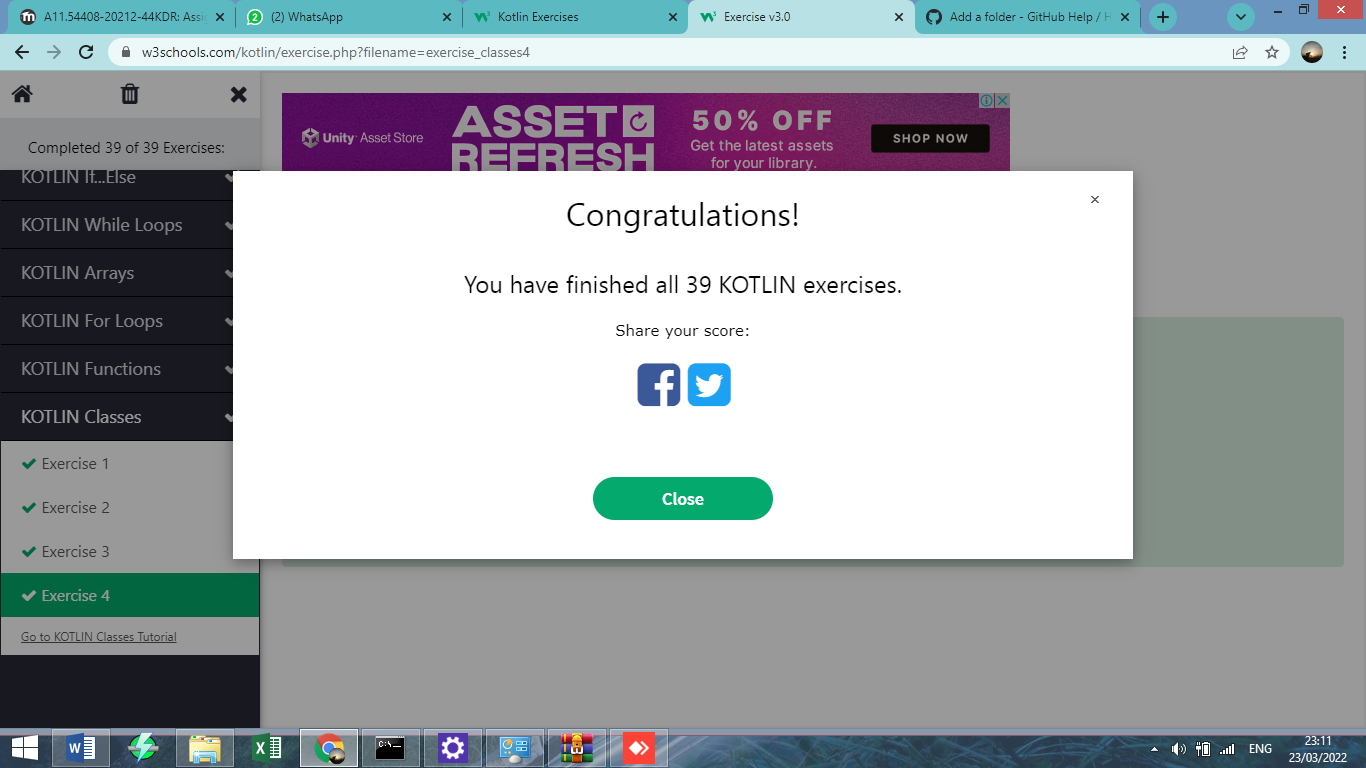 A11.54408-20212-44KDR: Assi
(2) WhatsApp
Kotlin Exercises
Exercise v3.0
Add a folder - GitHub Help / H
w3schools.com/kotlin/exercise.php?filename=exercise_classes4
Completed 39 of 39 Exercises:
Unity Asset Store
ASSET
REFRESH
50% OFF
Get the latest assets
for your library.
SHOP NOW
KOTLIN If...Else
KOTLIN While Loops
KOTLIN Arrays
KOTLIN For Loops
KOTLIN Functions
KOTLIN Classes
Exercise 1
Exercise 2
Exercise 3
Exercise 4
Go to KOTLIN Classes Tutorial
Congratulations!
You have finished all 39 KOTLIN exercises.
Share your score:
Close
ENG
23:11
23/03/2022